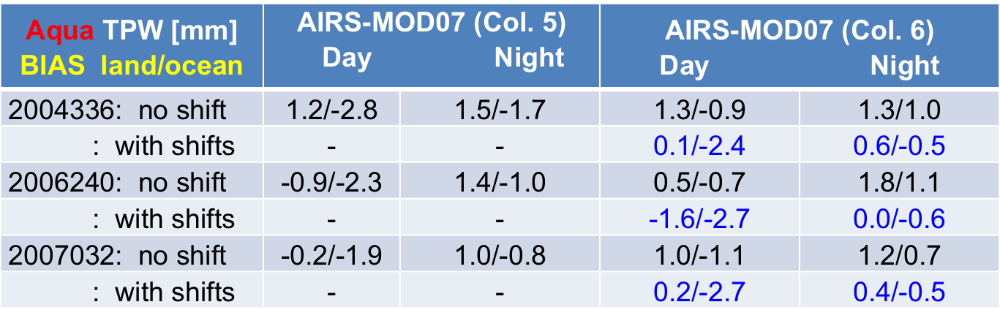 Aqua TPW [mm] AIRS-MOD07 (Col. 5) AIRS-MOD07 (Col. 6)
BIAS land/ocean Day Night Day Night
2004336: no shift 1.2/-2.8 1.5/-1.7 1.3/-0.9 1.3/1.0
: with shifts - - 0.1/-2.4 0.6/-0.5
2006240: no shift -0.9/-2.3 1.4/-1.0 0.5/-0.7 1.8/1.1
: with shifts - - -1.6/-2.7 0.0/-0.6
2007032: no shift -0.2/-1.9 1.0/-0.8 1.0/-1.1 1.2/0.7
: with shifts - - 0.2/-2.7 0.4/-0.5